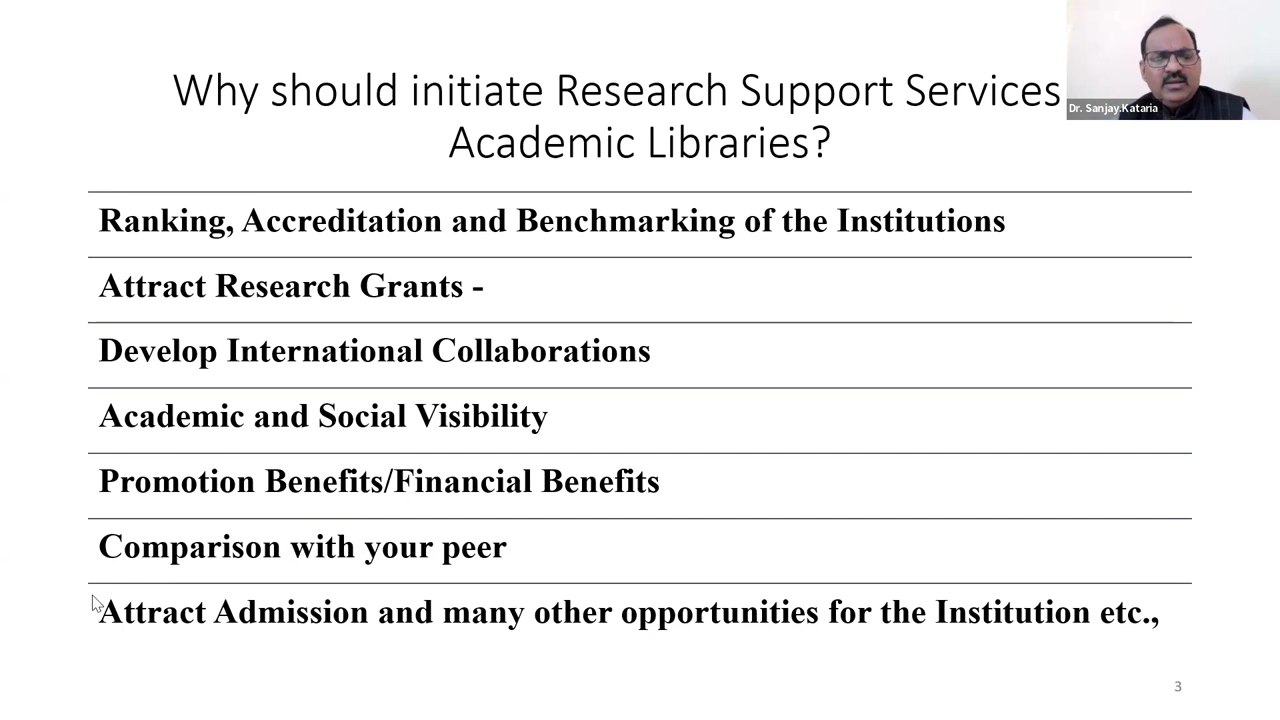 Why should initiate Research Support Services
Academic Libraries?
Dr. Sanjay.Kataria
Ranking, Accreditation and Benchmarking of the Institutions
Attract Research Grants -
Develop International Collaborations
Academic and Social Visibility
Promotion Benefits/Financial Benefits
Comparison with your peer
Attract Admission and many other opportunities for the Institution etc.,
3